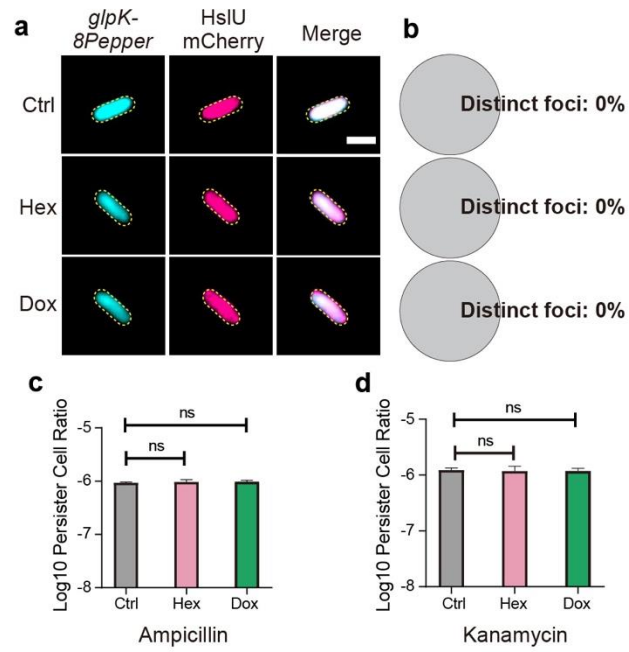 a
glpK-
8Pepper
HslU
mCherry
Merge
b
Ctrl
Distinct foci: 0%
Hex
Distinct foci: 0%
Dox
Distinct foci: 0%
c
Log10 Persister Cell Ratio
-5
-6
-7
-8
ns
ns
Ctrl
Hex
Dox
Ampicillin
d
Log10 Persister Cell Ratio
-5
-6
-7
-8
ns
ns
Ctrl
Hex
Dox
Kanamycin